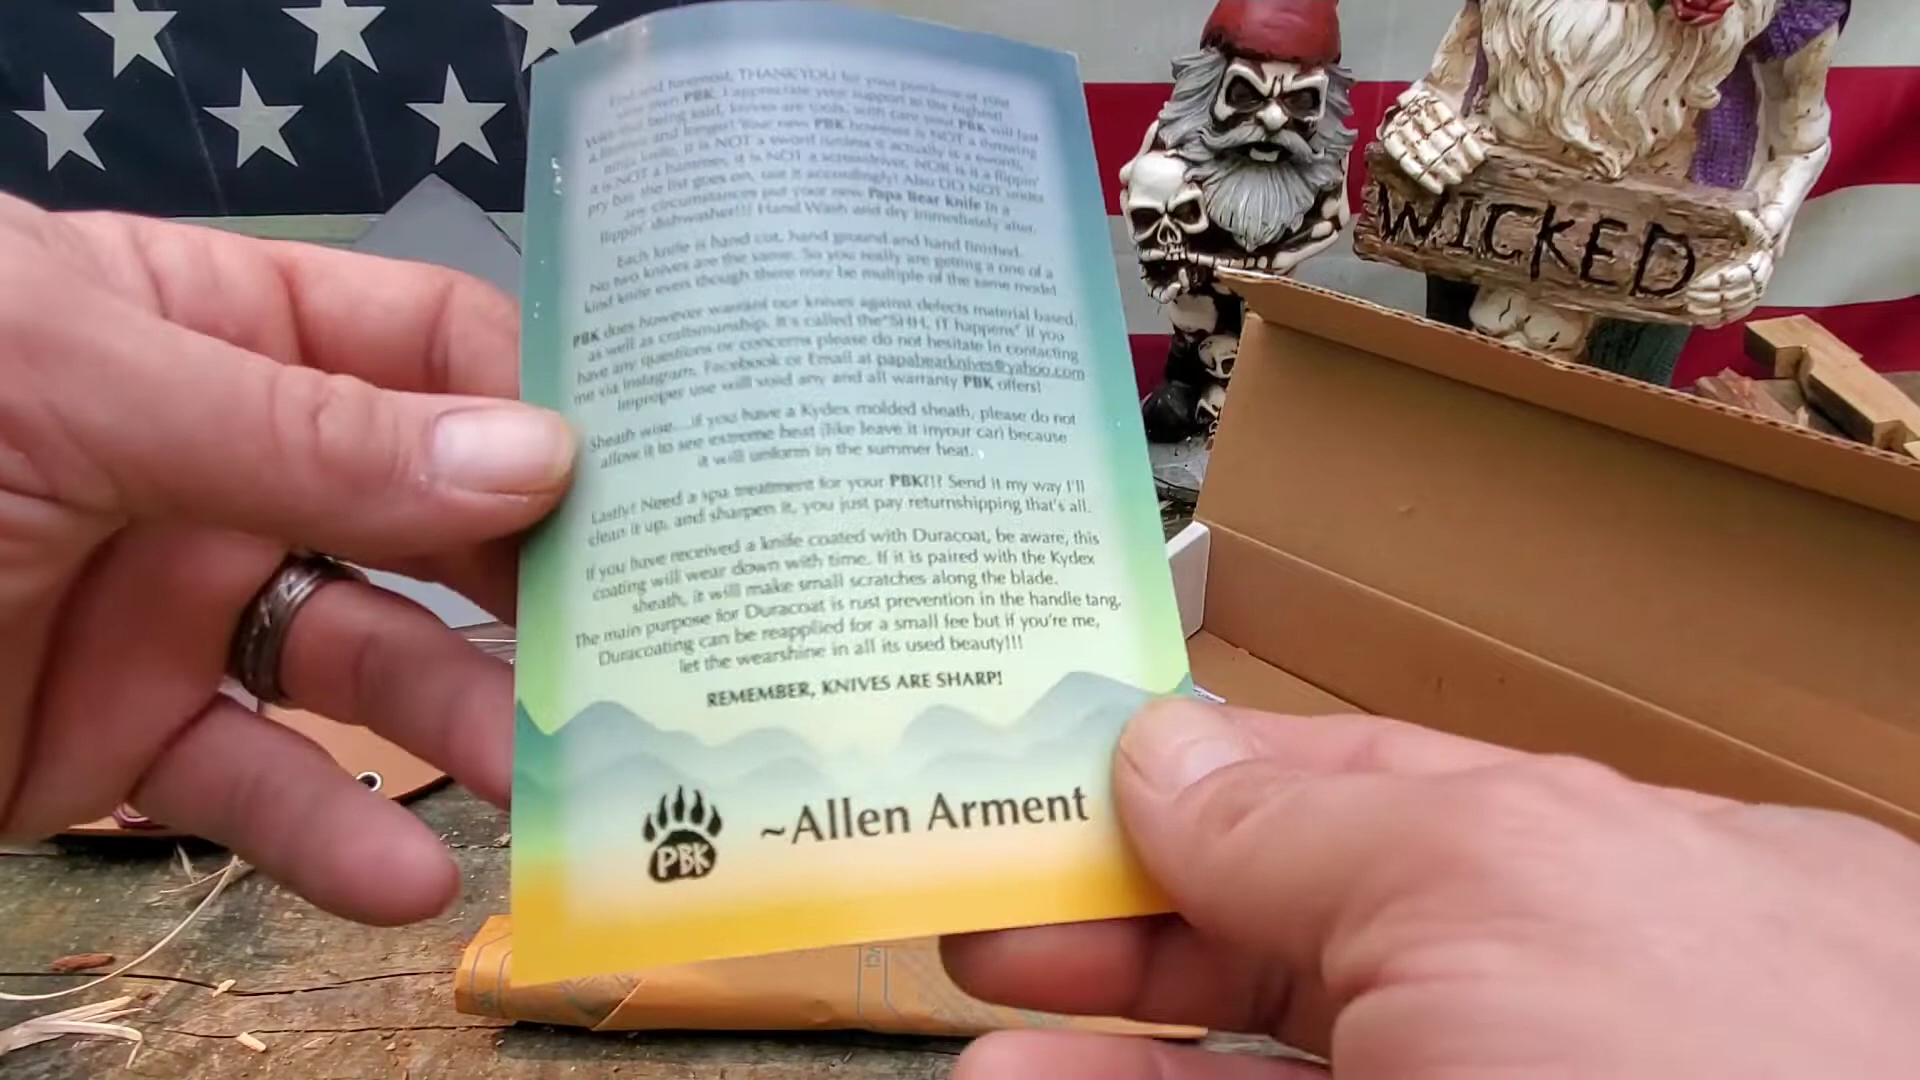 First and foremost, THANKYOU for your purchase of your
very own PBK. I appreciate your support to the highest!
With that being said, knives are tools, with care your PBK will last
a lifetime and longer! Your new PBK however is NOT a throwing
ninja knife, it is NOT a sword (unless it actually is a sword),
it is NOT a hammer, it is NOT a screwdriver, NOR is it a flippin'
pry bar, the list goes on, use it accordingly! Also DO NOT under
any circumstances put your new Papa Bear Knife in a
flippin' dishwasher!!! Hand Wash and dry immediately after.
Each knife is hand cut, hand ground and hand finished.
No two knives are the same. So you really are getting a one of a
kind knife even though there may be multiple of the same model
PBK does however warrant our knives against defects material based,
as well as craftsmanship. It's called the"SHH, IT happens" if you
have any questions or concerns please do not hesitate in contacting
me via Instagram, Facebook or Email at papabearknives@yahoo.com
Improper use will void any and all warranty PBK offers!
Sheath wise....if you have a Kydex molded sheath, please do not
allow it to see extreme heat (like leave it inyour car) because
it will unform in the summer heat.
Lastly! Need a spa treatment for your PBK?!? Send it my way I'll
clean it up, and sharpen it, you just pay returnshipping that's all.
If you have received a knife coated with Duracoat, be aware, this
coating will wear down with time. If it is paired with the Kydex
sheath, it will make small scratches along the blade.
The main purpose for Duracoat is rust prevention in the handle tang.
Duracoating can be reapplied for a small fee but if you're me,
let the wearshine in all its used beauty!!!
REMEMBER, KNIVES ARE SHARP!
PBK
~Allen Arment
WICKED